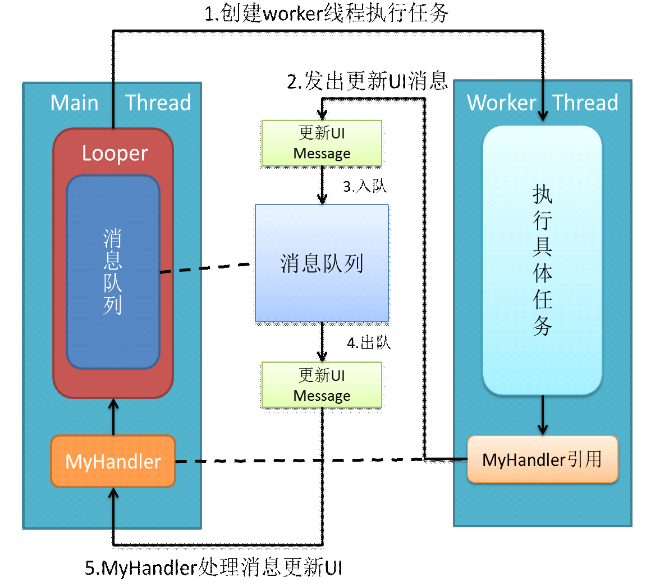 1.创建worker线程执行任务
2.发出更新UI消息
Main Thread
Worker Thread
Looper
更新UI
Message
3.入队
消息队列
消息队列
执行具体任务
4.出队
更新UI
Message
MyHandler
MyHandler引用
5.MyHandler处理消息更新UI